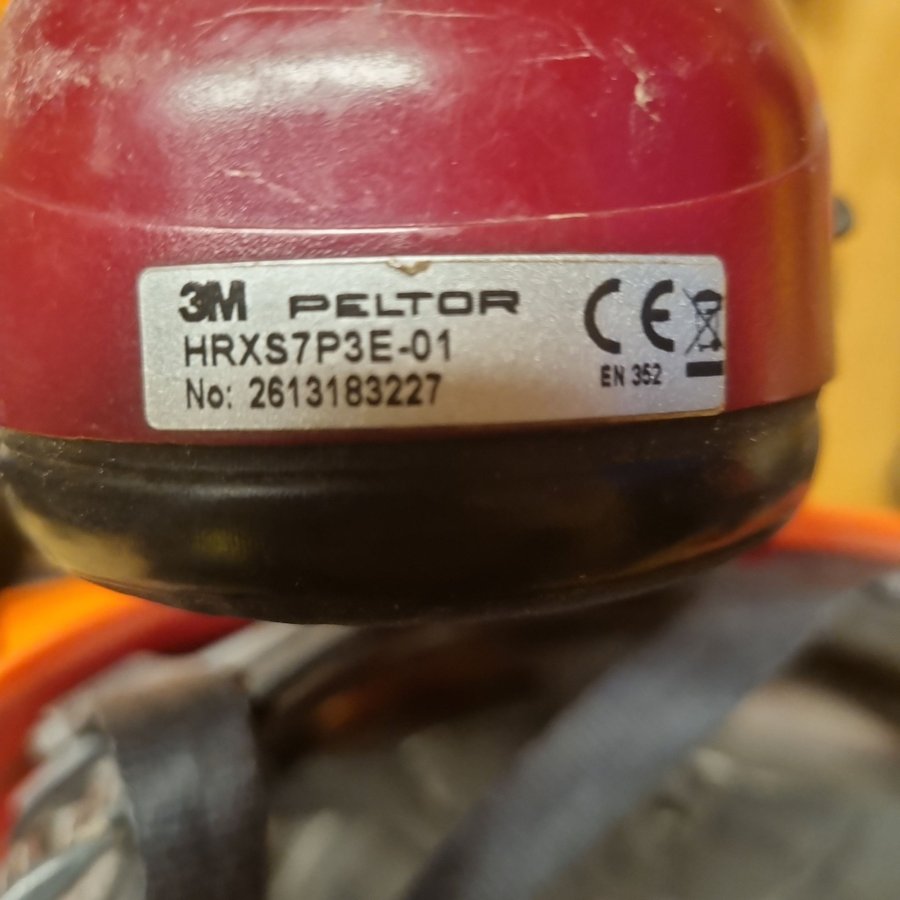 3M PELTOR
HRXS7P3E-01
No: 2613183227
CE
EN 352